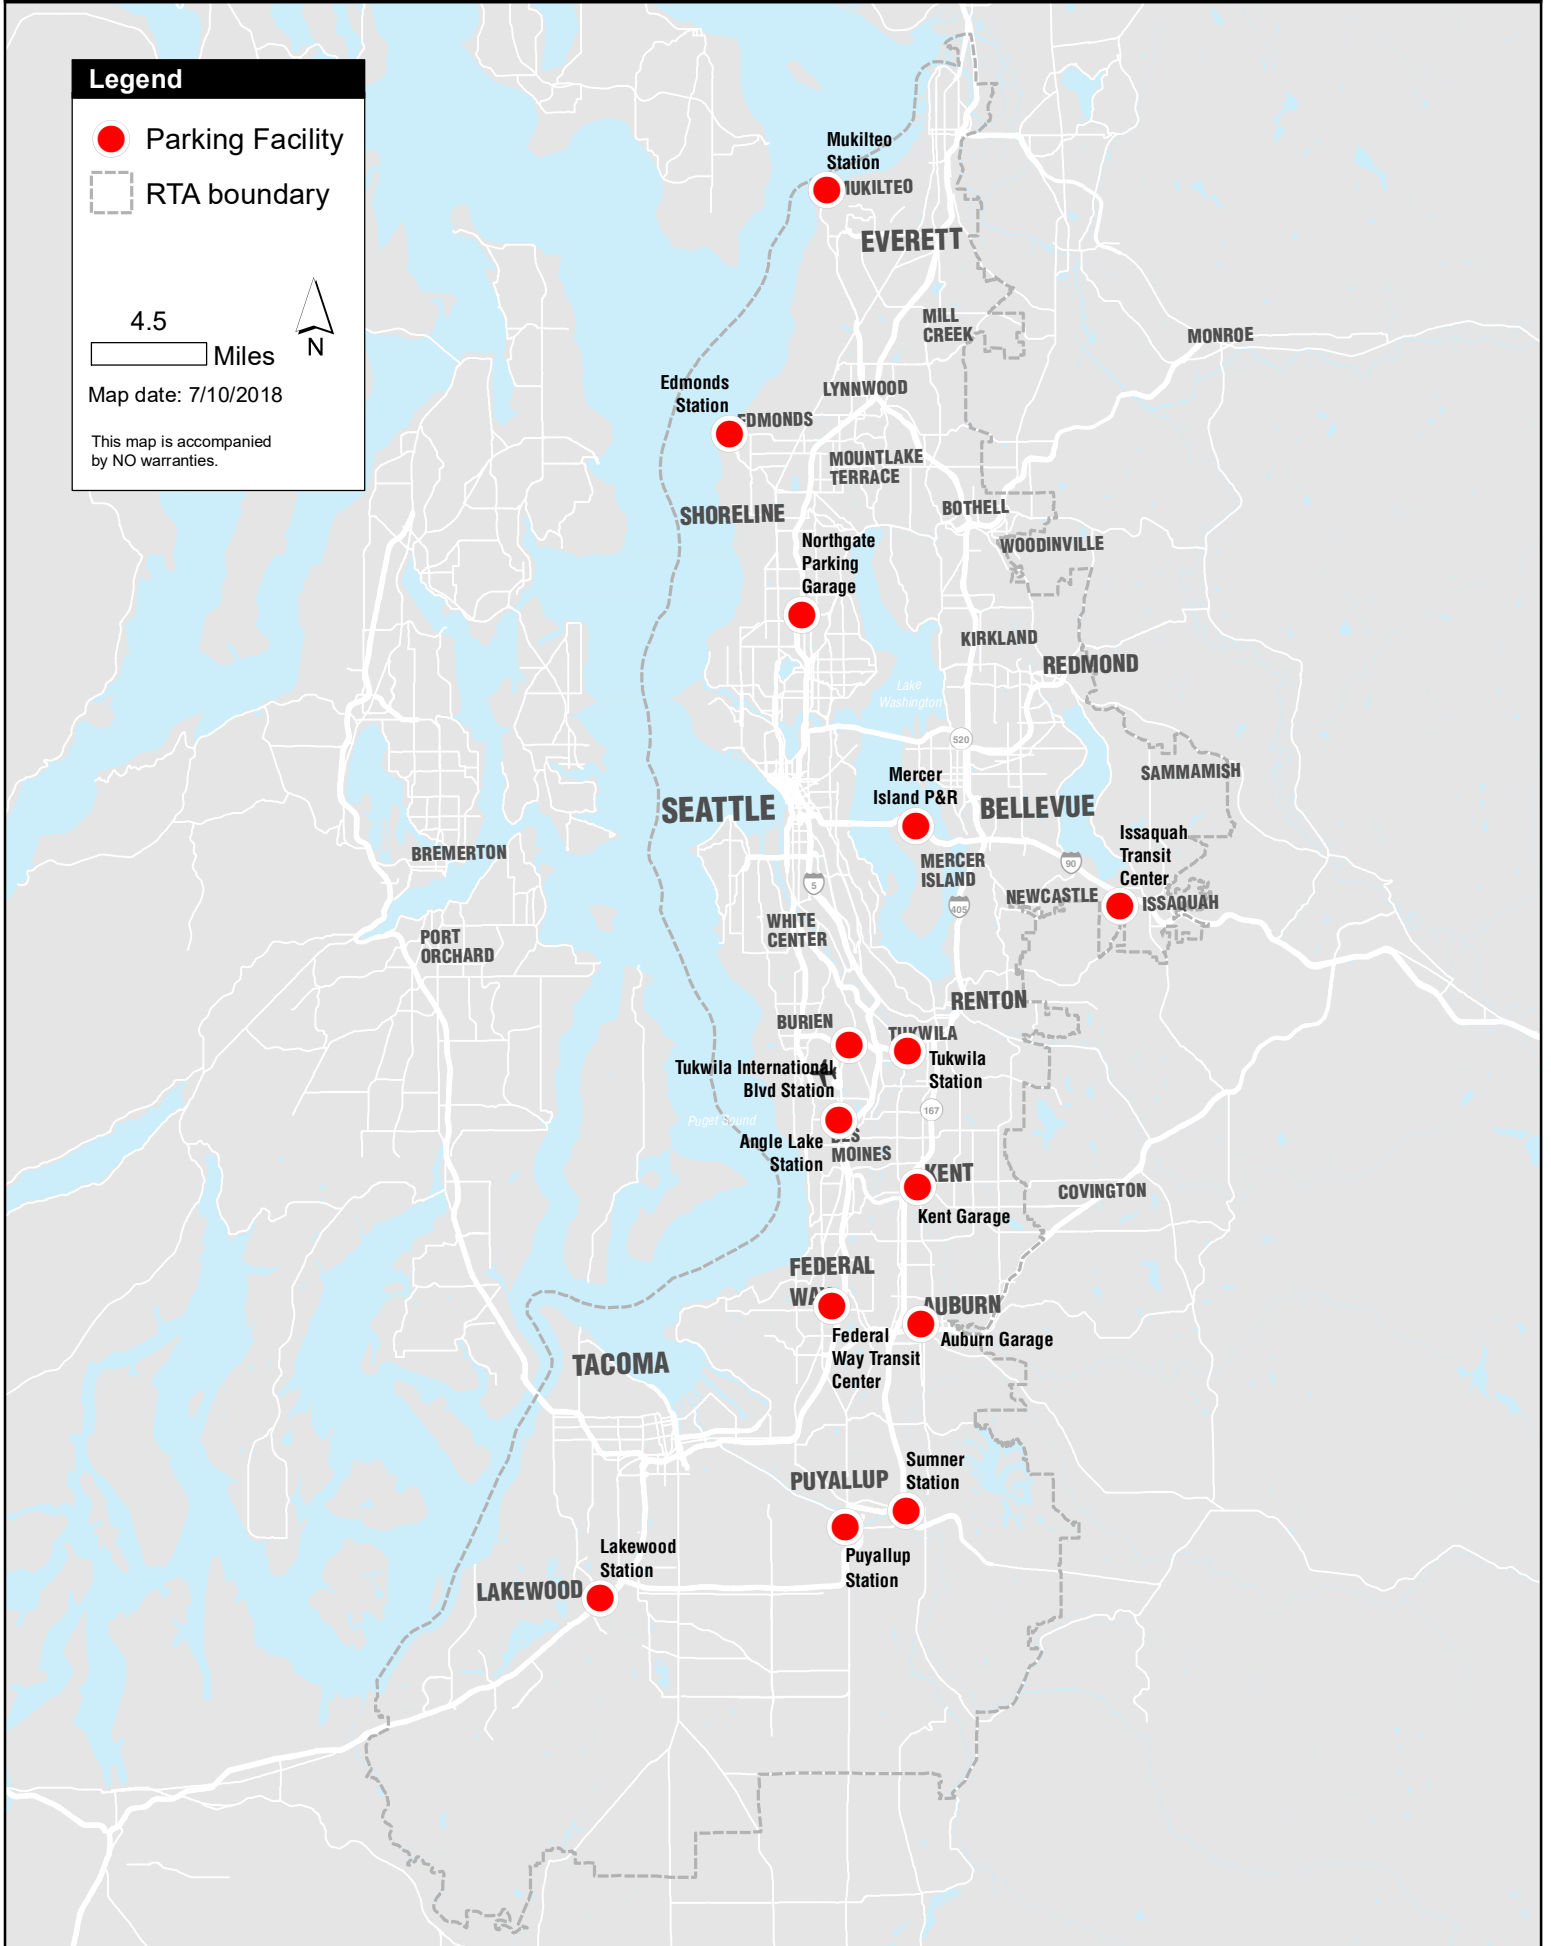 Legend
Parking Facility
RTA boundary
4.5
Miles
N
Map date: 7/10/2018
This map is accompanied
by NO warranties.
Mukilteo
Station
MUKILTEO
EVERETT
MILL
CREEK
MONROE
Edmonds
Station
LYNNWOOD
EDMONDS
MOUNTLAKE
TERRACE
SHORELINE
BOTHELL
Northgate
Parking
Garage
WOODINVILLE
KIRKLAND
REDMOND
Lake
Washington
520
SAMMAMISH
Mercer
Island P&R
SEATTLE
BELLEVUE
Issaquah
Transit
Center
BREMERTON
MERCER
ISLAND
90
5
NEWCASTLE
ISSAQUAH
405
WHITE
CENTER
PORT
ORCHARD
RENTON
BURIEN
TUKWILA
Tukwila International
Blvd Station
Tukwila
Station
167
Puget Sound
Angle Lake
Station
DES
MOINES
KENT
COVINGTON
Kent Garage
FEDERAL
WAY
AUBURN
Federal
Way Transit
Center
Auburn Garage
TACOMA
Sumner
Station
PUYALLUP
Lakewood
Station
Puyallup
Station
LAKEWOOD